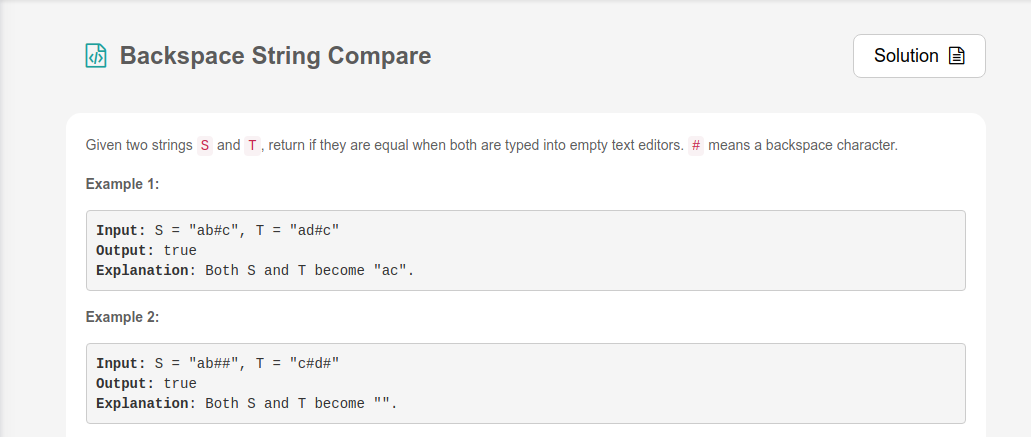 Backspace String Compare
Solution
Given two strings S and T, return if they are equal when both are typed into empty text editors. # means a backspace character.
Example 1:
Input: S = "ab#c", T = "ad#c"
Output: true
Explanation: Both S and T become "ac".
Example 2:
Input: S = "ab##", T = "c#d#"
Output: true
Explanation: Both S and T become "".